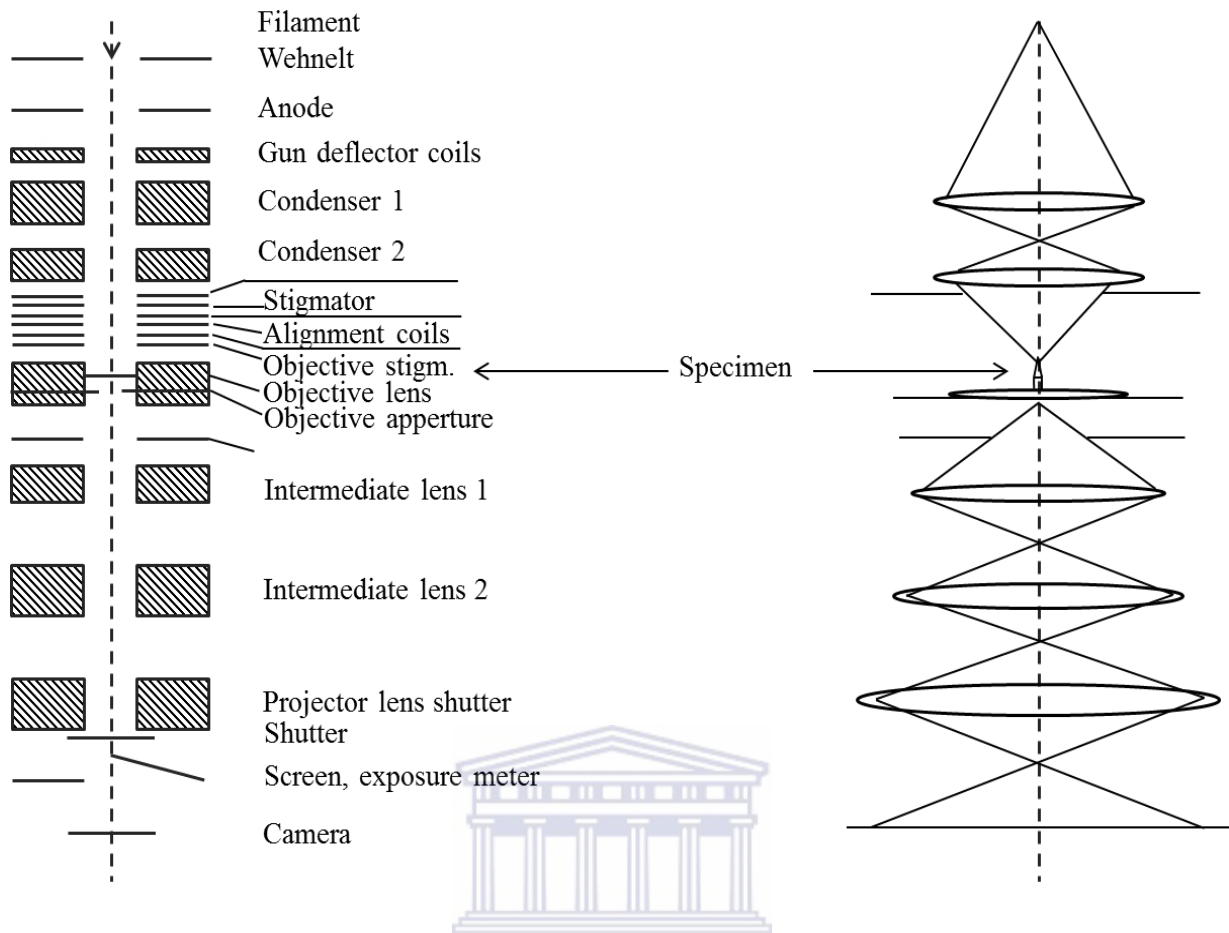 Filament
Wehnelt
Anode
Gun deflector coils
Condenser 1
Condenser 2
Stigmator
Alignment coils
Objective stigm.
Specimen
Objective lens
Objective apperture
Intermediate lens 1
Intermediate lens 2
Projector lens shutter
Shutter
Screen, exposure meter
Camera